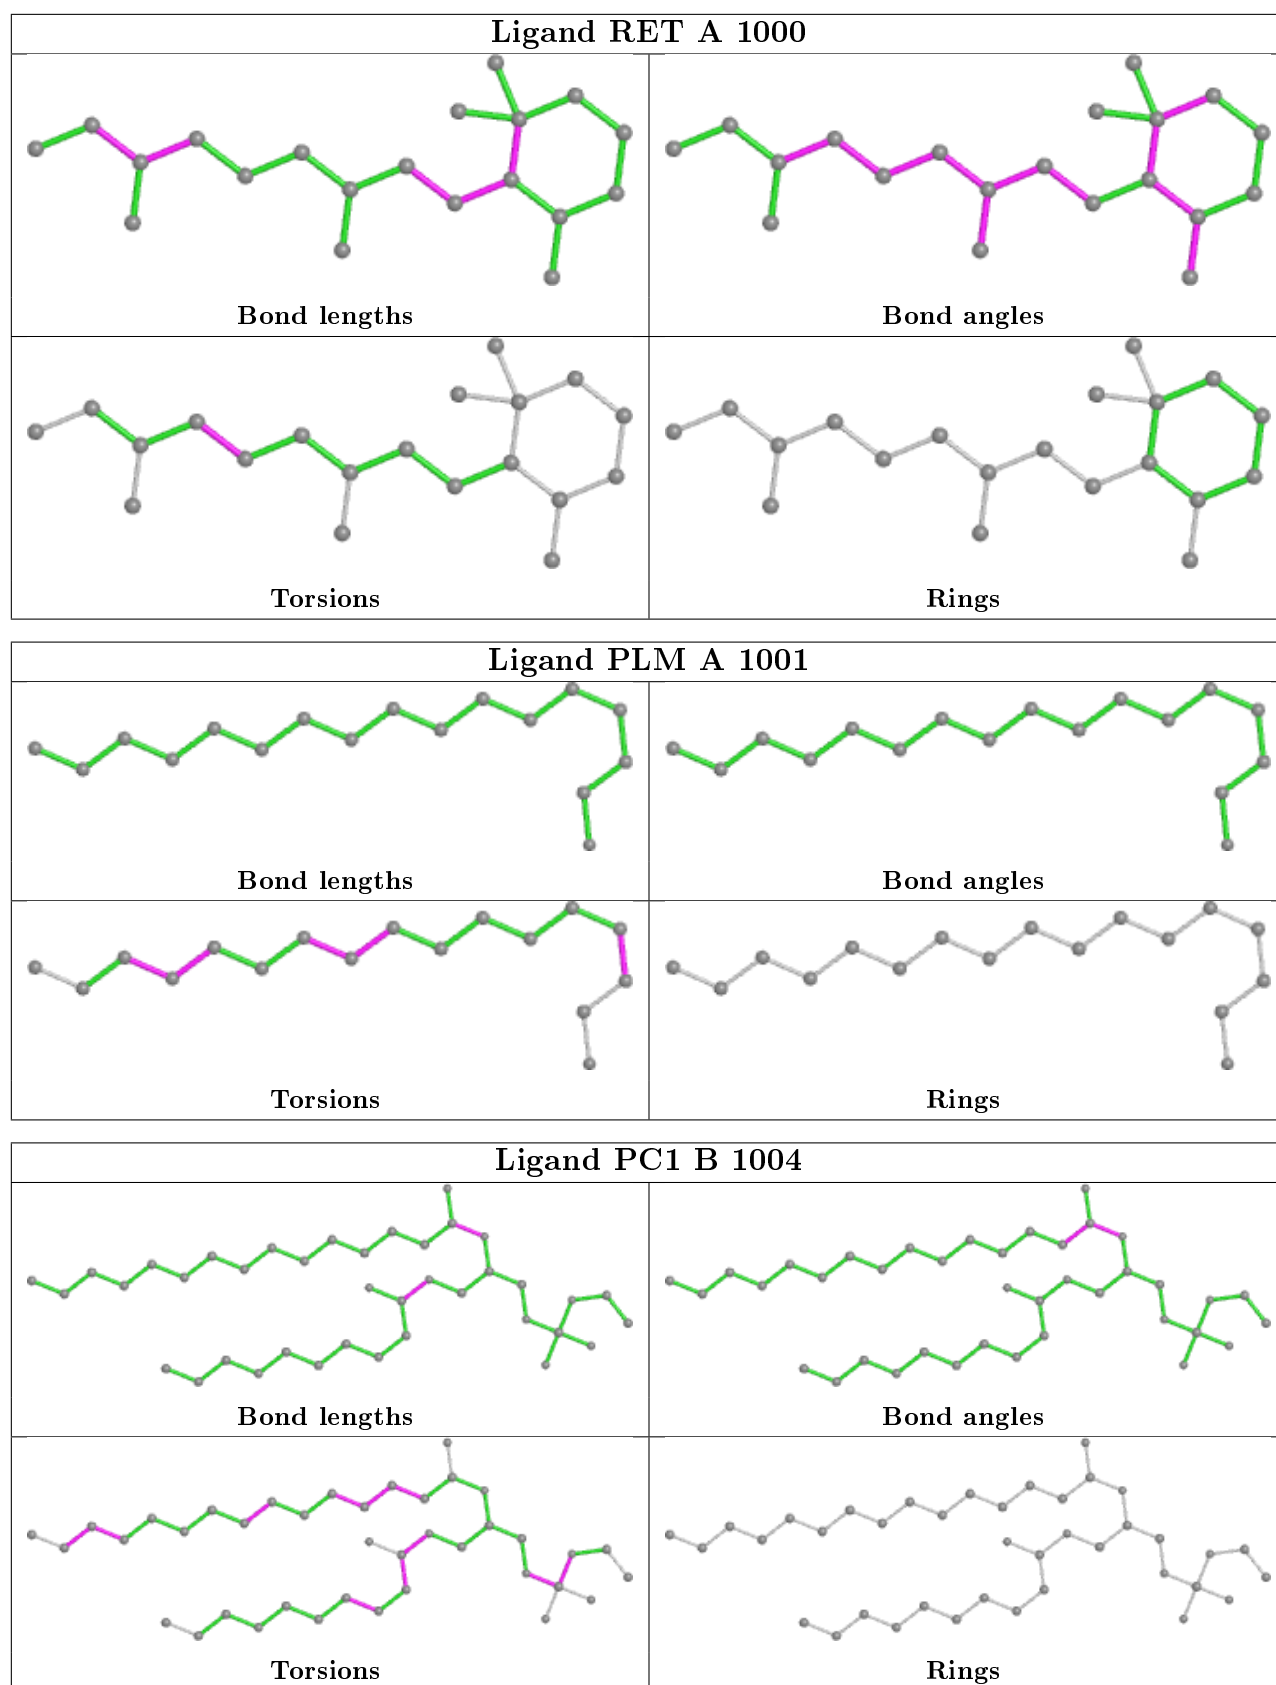 Ligand RET A 1000
Bond lengths
Bond angles
Torsions
Rings
Ligand PLM A 1001
Bond lengths
Bond angles
Torsions
Rings
Ligand PC1 B 1004
Bond lengths
Bond angles
Torsions
Rings